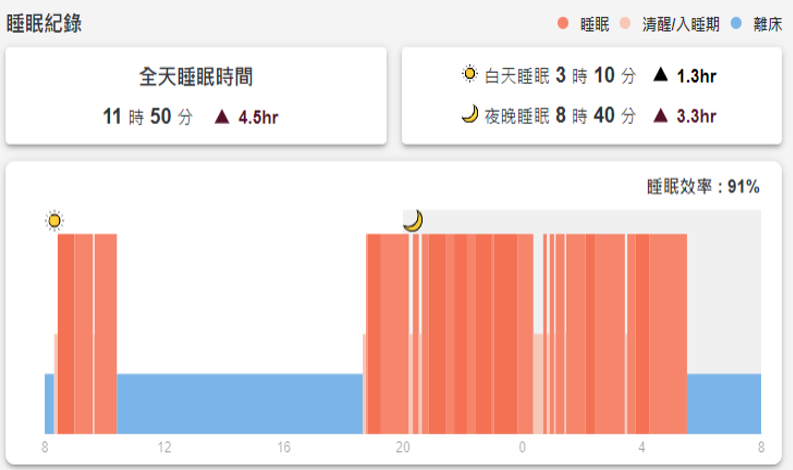 睡眠紀錄
睡眠 清醒/入睡期 離床
全天睡眠時間
11 時 50 分 ▲ 4.5hr
白天睡眠 3 時 10 分 ▲ 1.3hr
夜晚睡眠 8 時 40 分 ▲ 3.3hr
睡眠效率 : 91%
8 12 16 20 0 4 8